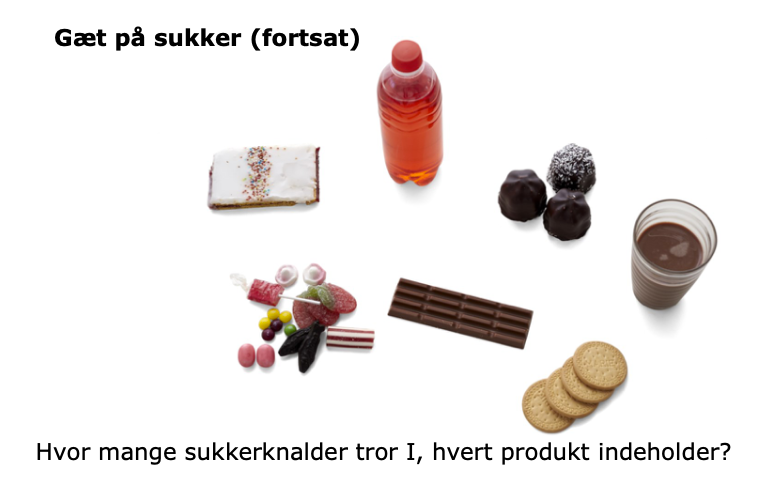 Gæt på sukker (fortsat)
Hvor mange sukkerknalder tror I, hvert produkt indeholder?